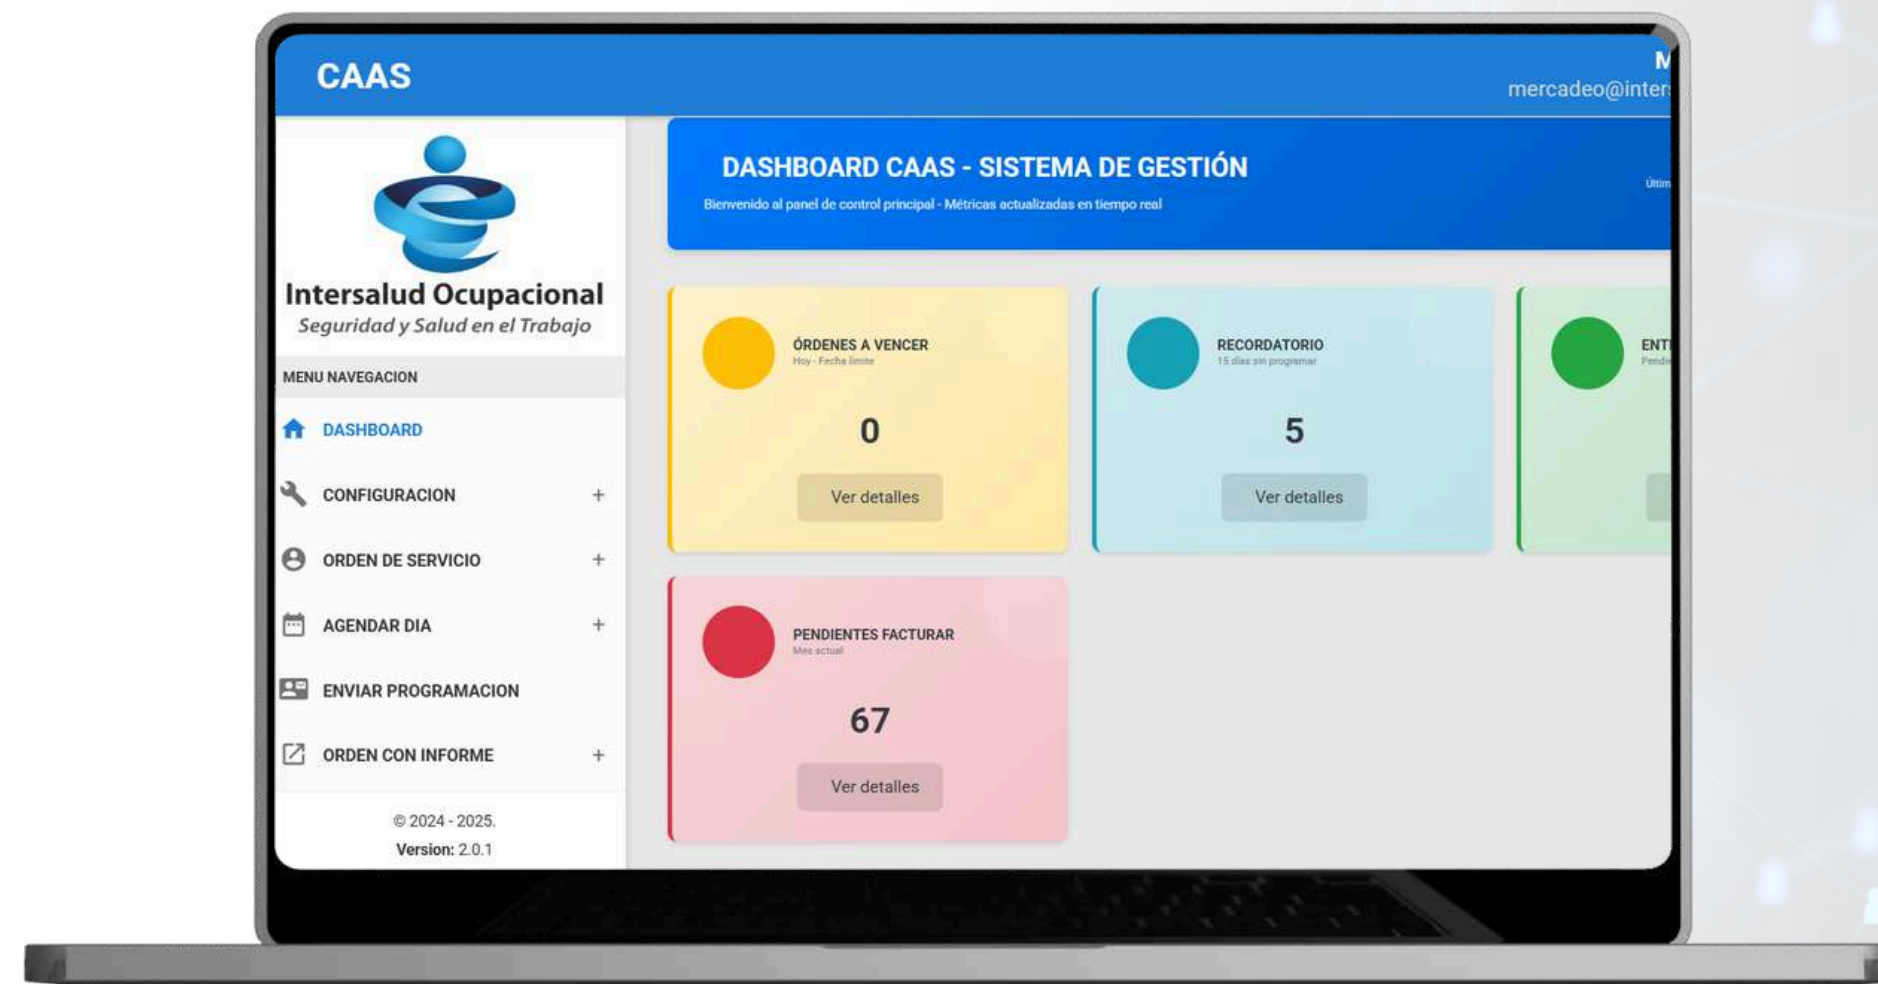 CAAS
M
mercadeo@inter
Intersalud Ocupacional
Seguridad y Salud en el Trabajo
MENU NAVEGACION
DASHBOARD
CONFIGURACION +
ORDEN DE SERVICIO +
AGENDAR DIA +
ENVIAR PROGRAMACION
ORDEN CON INFORME +
© 2024 - 2025.
Version: 2.0.1
DASHBOARD CAAS - SISTEMA DE GESTIÓN
Bienvenido al panel de control principal - Métricas actualizadas en tiempo real
Últim
ÓRDENES A VENCER
Hoy - Fecha límite
0
Ver detalles
RECORDATORIO
15 días sin programar
5
Ver detalles
ENT
Pendie
PENDIENTES FACTURAR
Mes actual
67
Ver detalles